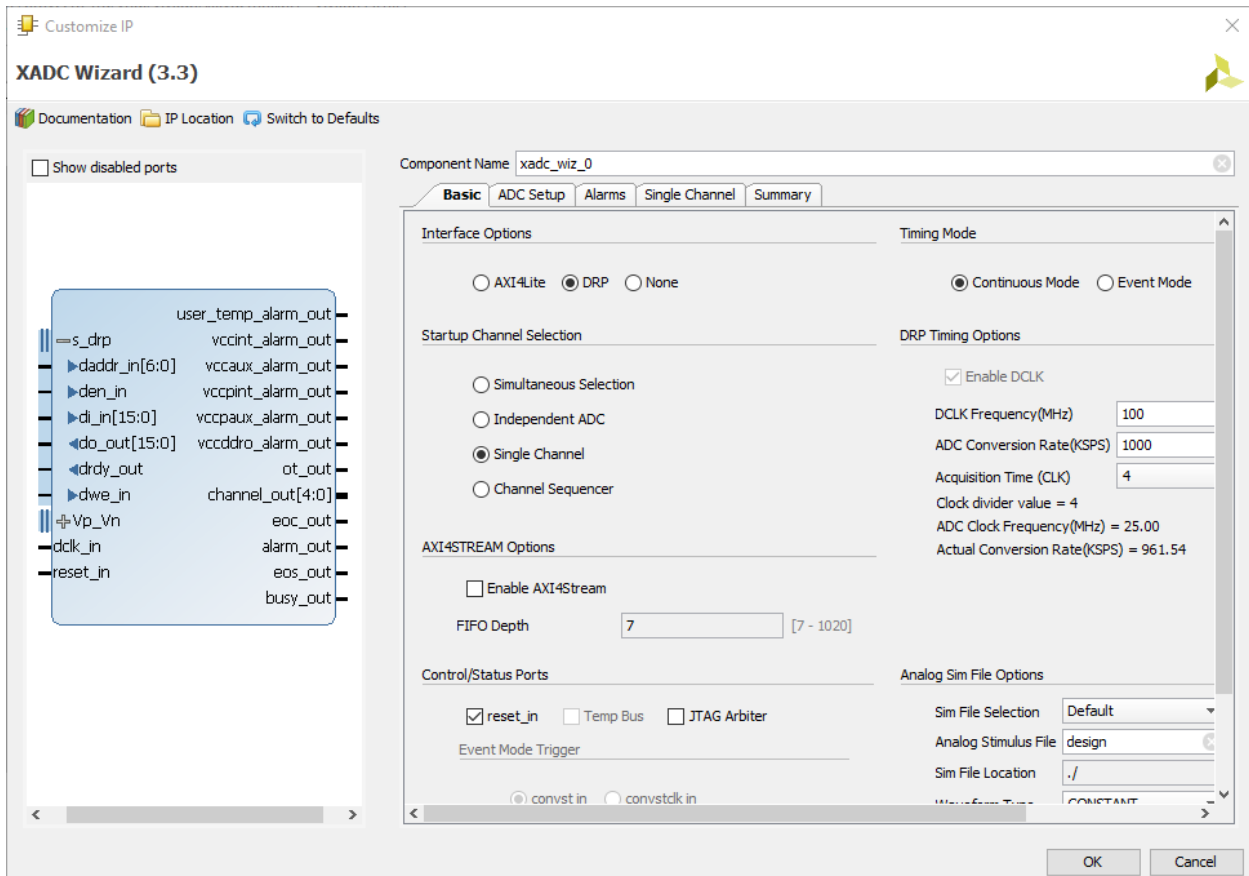 Customize IP
XADC Wizard (3.3)
Documentation IP Location Switch to Defaults
Show disabled ports
user_temp_alarm_out
s_drp vccint_alarm_out
daddr_in[6:0] vccaux_alarm_out
den_in vccpint_alarm_out
di_in[15:0] vccpaux_alarm_out
do_out[15:0] vccddro_alarm_out
drdy_out ot_out
dwe_in channel_out[4:0]
Vp_Vn eoc_out
dclk_in alarm_out
reset_in eos_out
busy_out
Component Name xadc_wiz_0
Basic ADC Setup Alarms Single Channel Summary
Interface Options
AXI4Lite DRP None
Startup Channel Selection
Simultaneous Selection
Independent ADC
Single Channel
Channel Sequencer
AXI4STREAM Options
Enable AXI4Stream
FIFO Depth 7 [7 - 1020]
Control/Status Ports
reset_in Temp Bus JTAG Arbiter
Event Mode Trigger
convst in convstclk in
Timing Mode
Continuous Mode Event Mode
DRP Timing Options
Enable DCLK
DCLK Frequency(MHz) 100
ADC Conversion Rate(KSPS) 1000
Acquisition Time (CLK) 4
Clock divider value = 4
ADC Clock Frequency(MHz) = 25.00
Actual Conversion Rate(KSPS) = 961.54
Analog Sim File Options
Sim File Selection Default
Analog Stimulus File design
Sim File Location ./
Waveform Type CONSTANT
OK Cancel